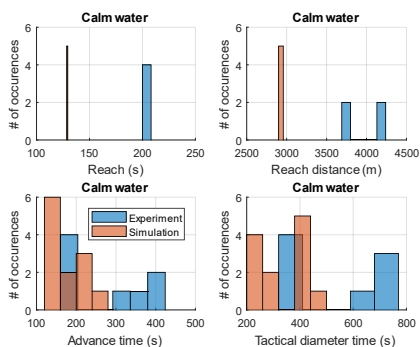 Calm water
# of occurences
6
4
2
0
100 150 200 250
Reach (s)
Calm water
# of occurences
6
4
2
0
2500 3000 3500 4000 4500
Reach distance (m)
Calm water
# of occurences
6
4
2
0
100 200 300 400 500
Advance time (s)
Experiment
Simulation
Calm water
# of occurences
6
4
2
0
200 400 600 800
Tactical diameter time (s)